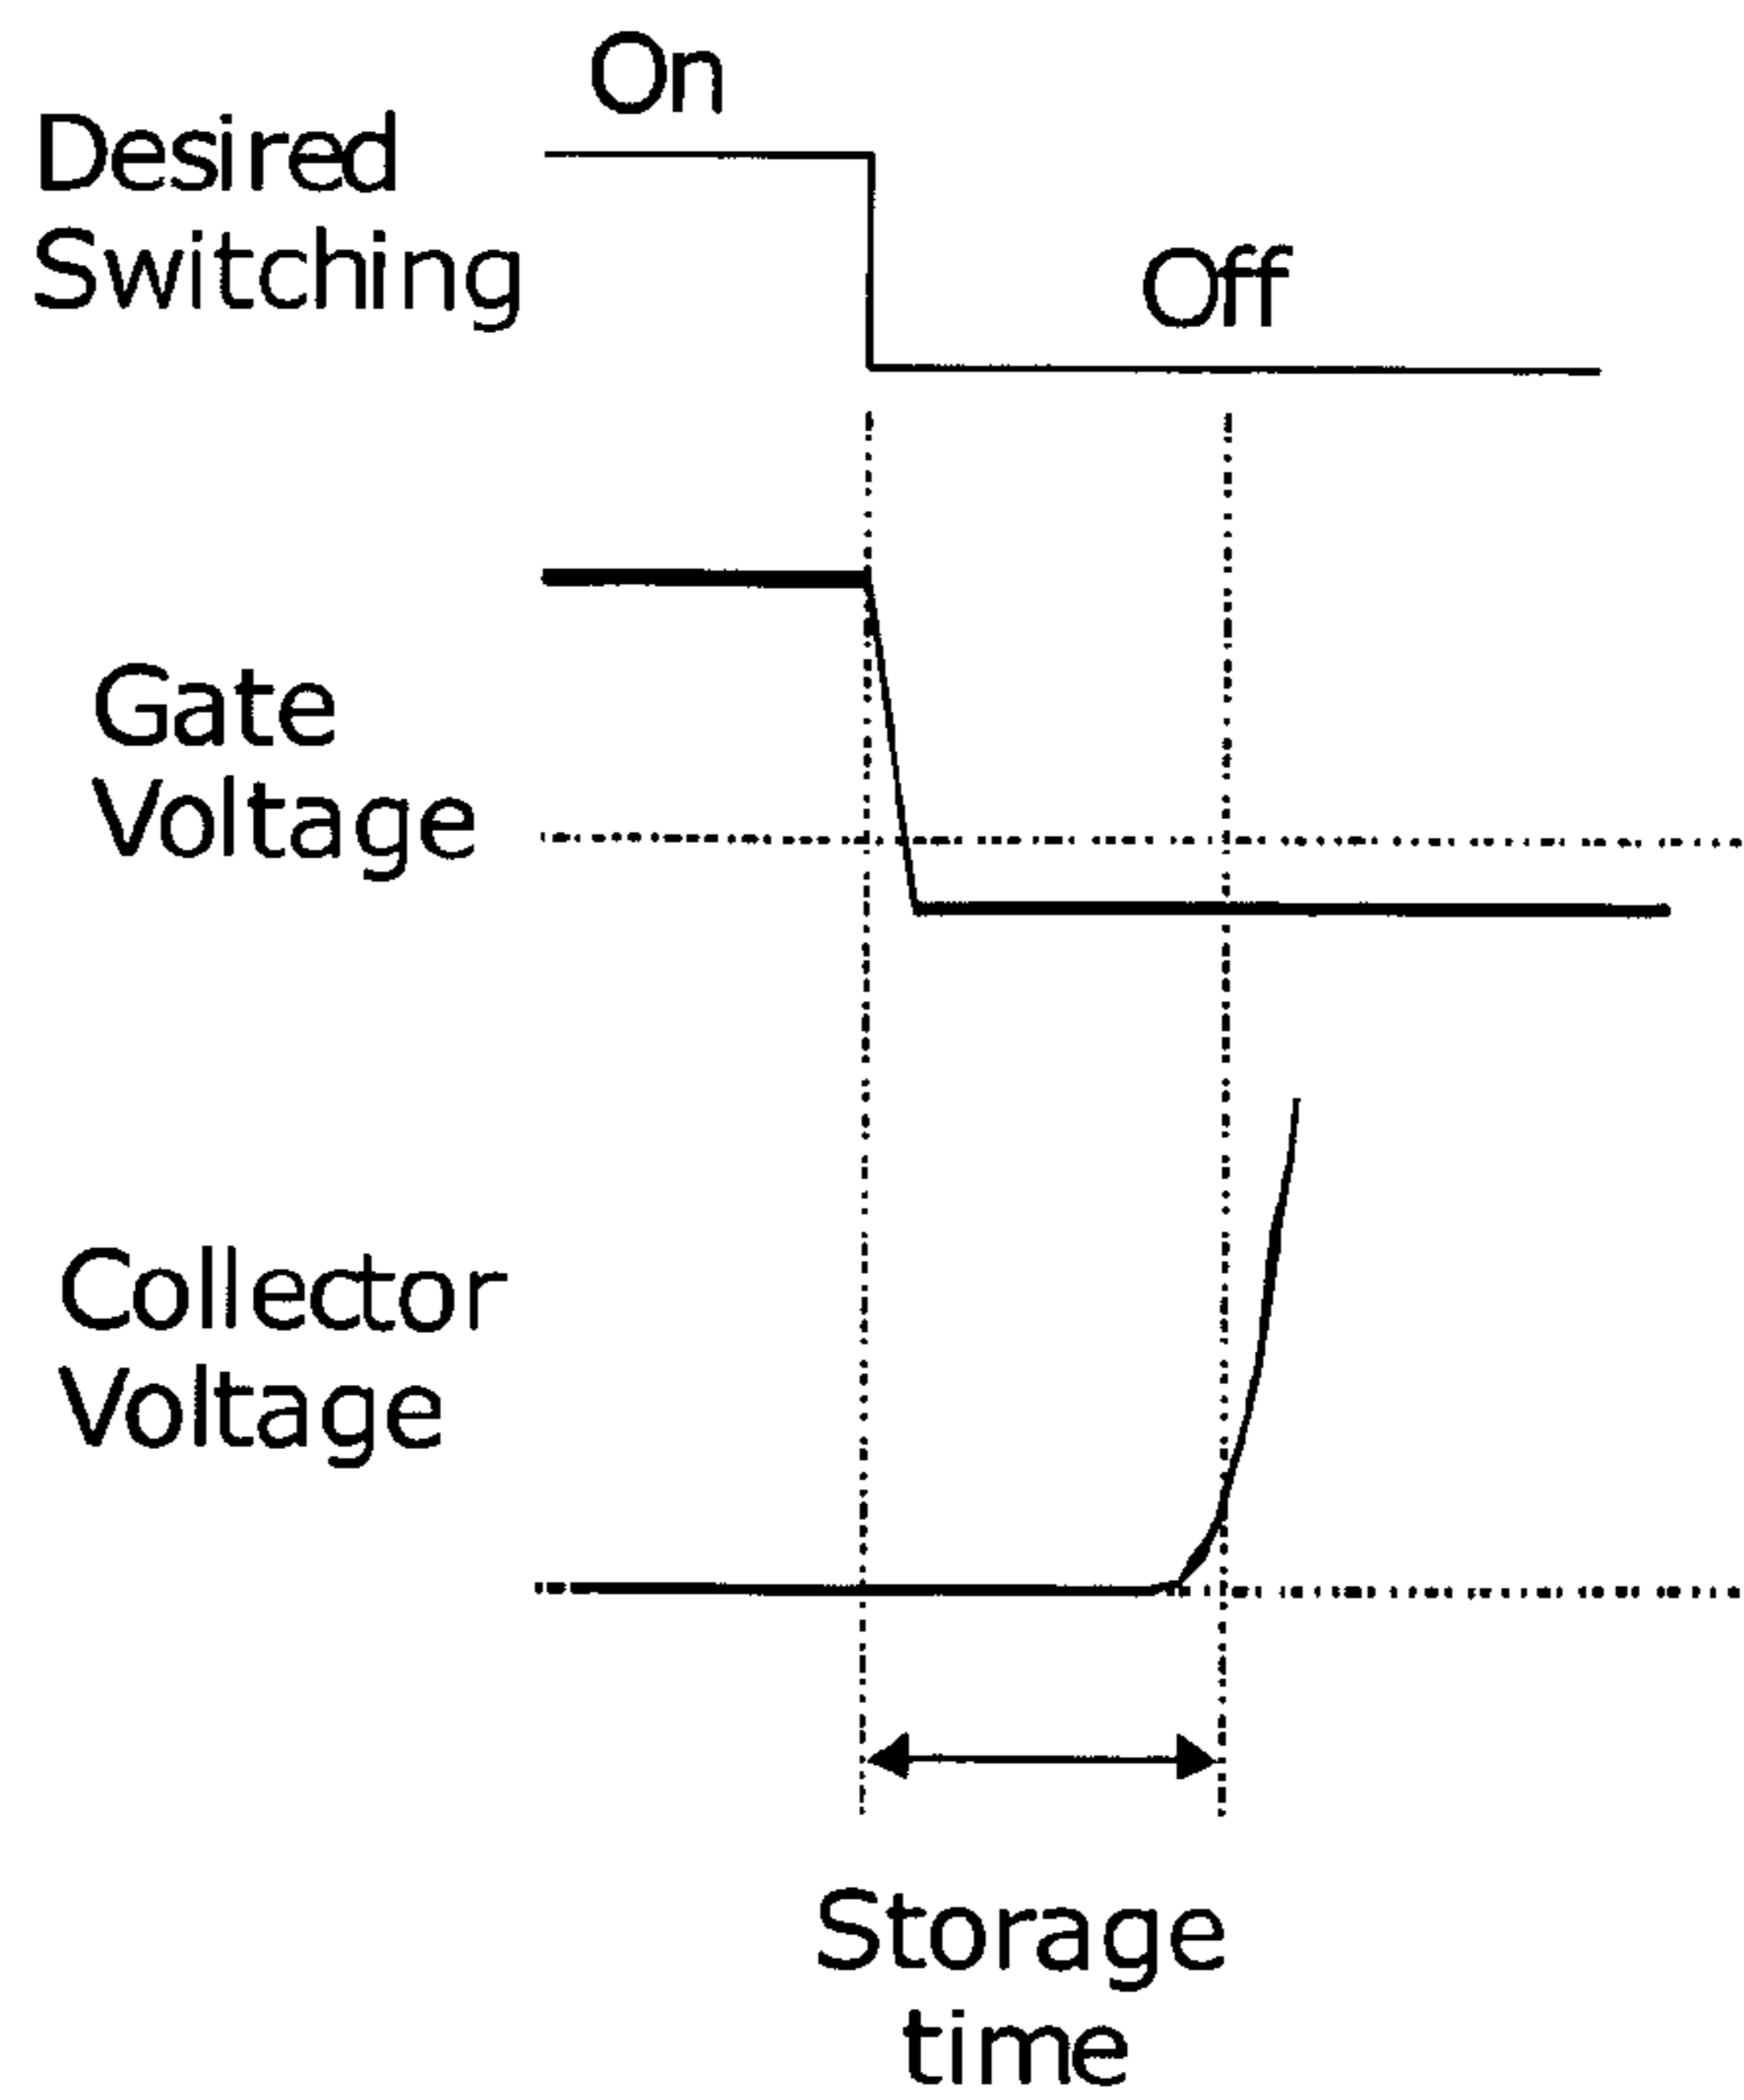 On
Desired
Switching
Off
Gate
Voltage
Collector
Voltage
Storage
time